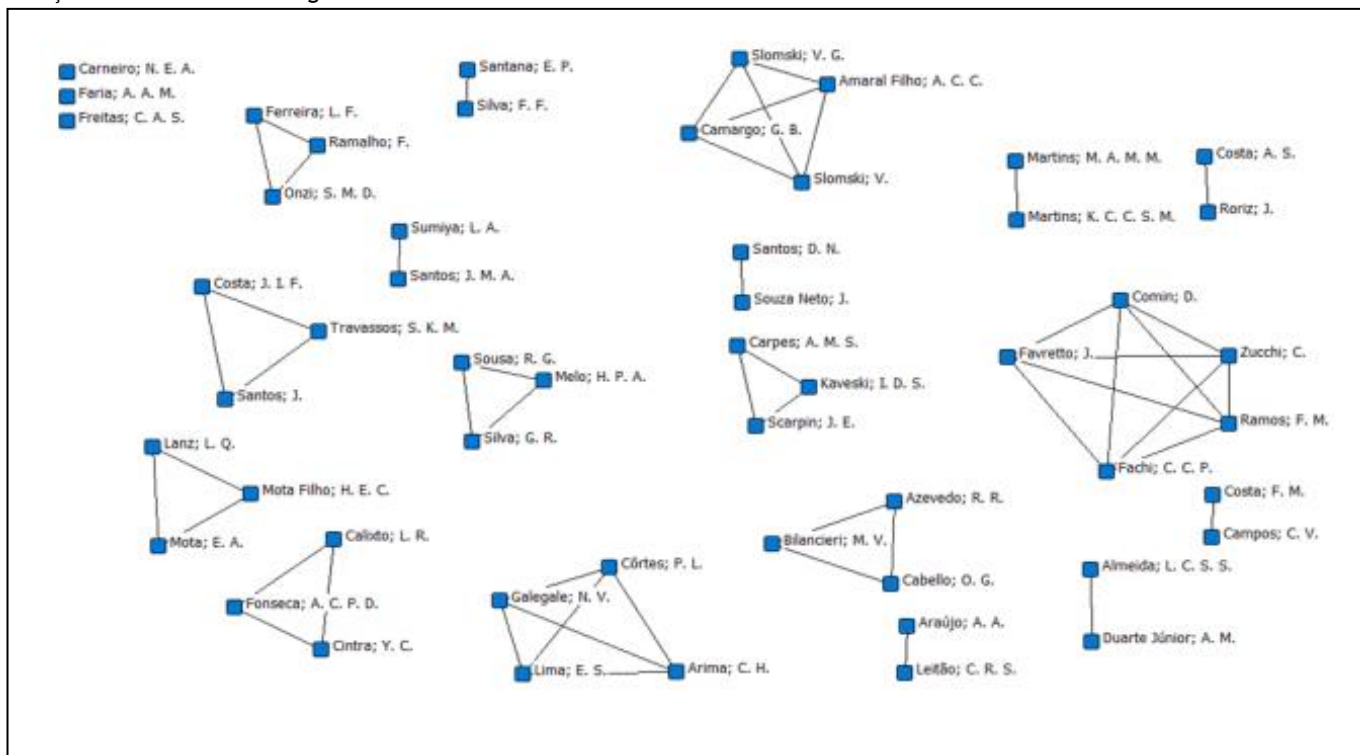 Carneiro; N. E. A.
Faria; A. A. M.
Freitas; C. A. S.
Ferreira; L. F.
Ramalho; F.
Onzi; S. M. D.
Santana; E. P.
Silva; F. F.
Slomski; V. G.
Amaral Filho; A. C. C.
Camargo; G. B.
Slomski; V.
Martins; M. A. M. M.
Martins; K. C. C. S. M.
Costa; A. S.
Roriz; J.
Sumiya; L. A.
Santos; J. M. A.
Santos; D. N.
Souza Neto; J.
Costa; J. I. F.
Travassos; S. K. M.
Santos; J.
Sousa; R. G.
Melo; H. P. A.
Silva; G. R.
Carpes; A. M. S.
Kaveski; I. D. S.
Scarpin; J. E.
Comin; D.
Favretto; J.
Zucchi; C.
Ramos; F. M.
Fachi; C. C. P.
Lanz; L. Q.
Mota Filho; H. E. C.
Mota; E. A.
Calixto; L. R.
Fonseca; A. C. P. D.
Cintra; Y. C.
Côrtes; P. L.
Galegale; N. V.
Lima; E. S.
Arima; C. H.
Azevedo; R. R.
Bilancieri; M. V.
Cabello; O. G.
Araújo; A. A.
Leitão; C. R. S.
Costa; F. M.
Campos; C. V.
Almeida; L. C. S. S.
Duarte Júnior; A. M.